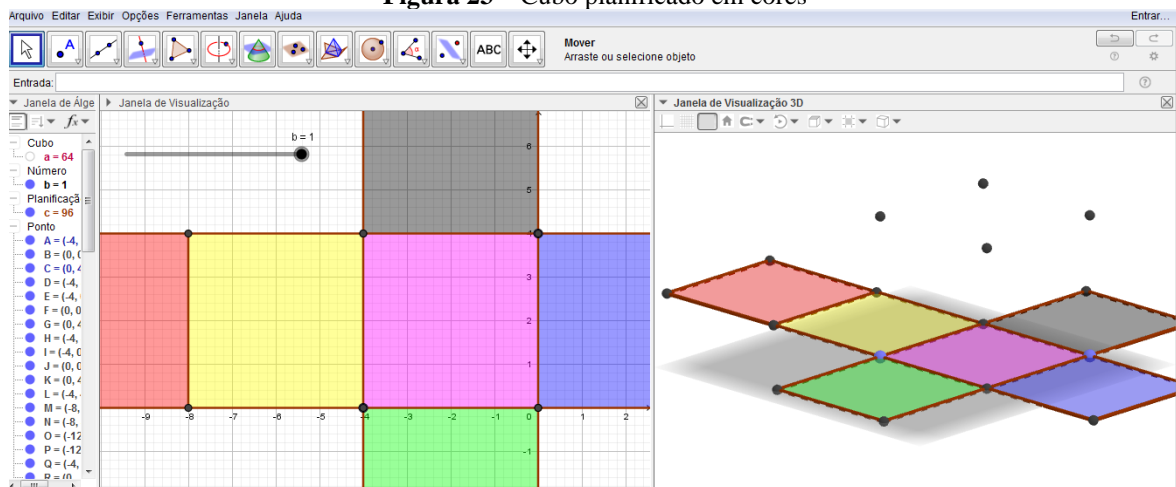 Figura 23 – Cubo planificado em cores
Arquivo Editar Exibir Opções Ferramentas Janela Ajuda
Entrar...
A
ABC
Mover
Arraste ou selecione objeto
Entrada:
Janela de Álge
Janela de Visualização
Janela de Visualização 3D
Cubo
a = 64
Número
b = 1
Planificaçã
c = 96
Ponto
A = (-4,
B = (0, 0
C = (0, 4
D = (-4,
E = (-4,
F = (0, 0
G = (0, 4
H = (-4,
I = (-4, 0
J = (0, 0
K = (0, 4
L = (-4,
M = (-8,
N = (-8,
O = (-12
P = (-12
Q = (-4,
R = (0
b = 1
6
5
4
3
2
1
-9 -8 -7 -6 -5 -4 -3 -2 -1 0 1 2
-1